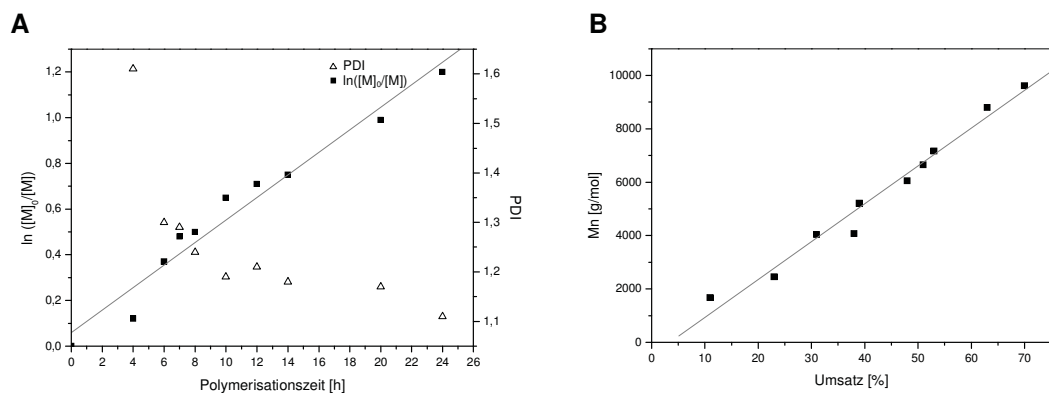 A
B
PDI
ln([M]₀/[M])
ln ([M]₀/[M])
1,2
1,0
0,8
0,6
0,4
0,2
0,0
1,6
1,5
1,4
1,3
1,2
1,1
PDI
0 2 4 6 8 10 12 14 16 18 20 22 24 26
Polymerisationszeit [h]
Mn [g/mol]
10000
8000
6000
4000
2000
0
0 10 20 30 40 50 60 70
Umsatz [%]